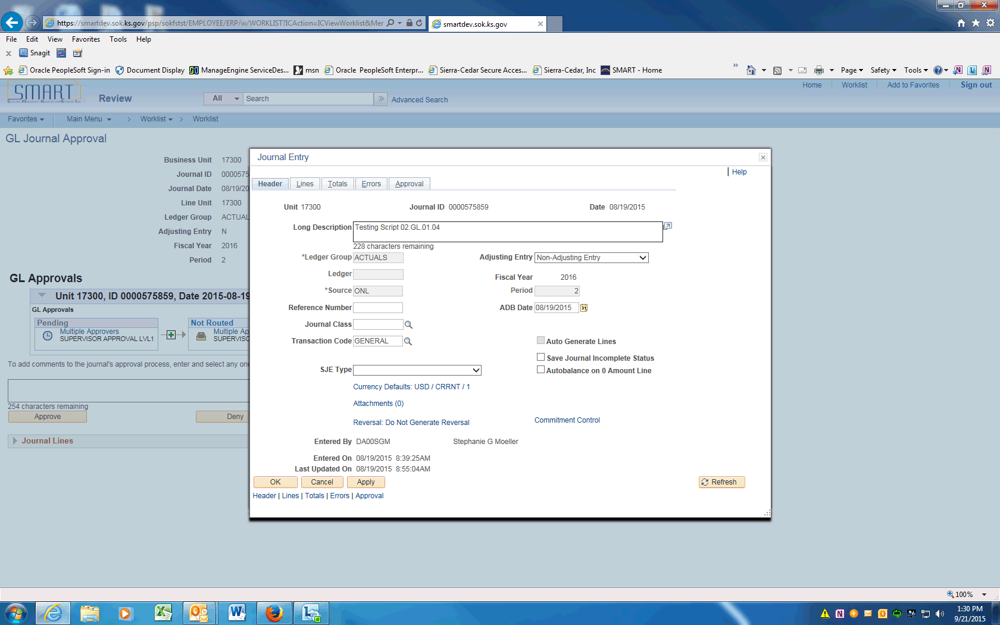 https://smartdev.sok.ks.gov/psp/sokfstst/EMPLOYEE/ERP/w/WORKLIST?ICAction=ICViewWorklist&Mer
smartdev.sok.ks.gov
File Edit View Favorites Tools Help
Snagit
Oracle PeopleSoft Sign-in Document Display ManageEngine ServiceDes... msn Oracle PeopleSoft Enterpr... Sierra-Cedar Secure Acces... Sierra-Cedar, Inc SMART - Home Page Safety Tools
SMART
Review
All Search Advanced Search
Home Worklist Add to Favorites Sign out
Favorites Main Menu > Worklist > Worklist
GL Journal Approval
Business Unit 17300
Journal ID 0000575
Journal Date 08/19/20
Line Unit 17300
Ledger Group ACTUAL
Adjusting Entry N
Fiscal Year 2016
Period 2
GL Approvals
Unit 17300, ID 0000575859, Date 2015-08-19
GL Approvals
Pending
Multiple Approvers
SUPERVISOR APPROVAL LVL1
Not Routed
Multiple Ap
SUPERVISO
To add comments to the journal's approval process, enter and select any one
254 characters remaining
Approve Deny
Journal Lines
Journal Entry
Help
Header Lines Totals Errors Approval
Unit 17300 Journal ID 0000575859 Date 08/19/2015
Long Description Testing Script 02.GL.01.04
228 characters remaining
*Ledger Group ACTUALS Adjusting Entry Non-Adjusting Entry
Ledger Fiscal Year 2016
*Source ONL Period 2
Reference Number ADB Date 08/19/2015
Journal Class
Transaction Code GENERAL Auto Generate Lines
Save Journal Incomplete Status
SJE Type Autobalance on 0 Amount Line
Currency Defaults: USD / CRRNT / 1
Attachments (0)
Reversal: Do Not Generate Reversal Commitment Control
Entered By DA00SGM Stephanie G Moeller
Entered On 08/19/2015 8:39:25AM
Last Updated On 08/19/2015 8:55:04AM
OK Cancel Apply Refresh
Header | Lines | Totals | Errors | Approval
100%
1:30 PM
9/21/2015